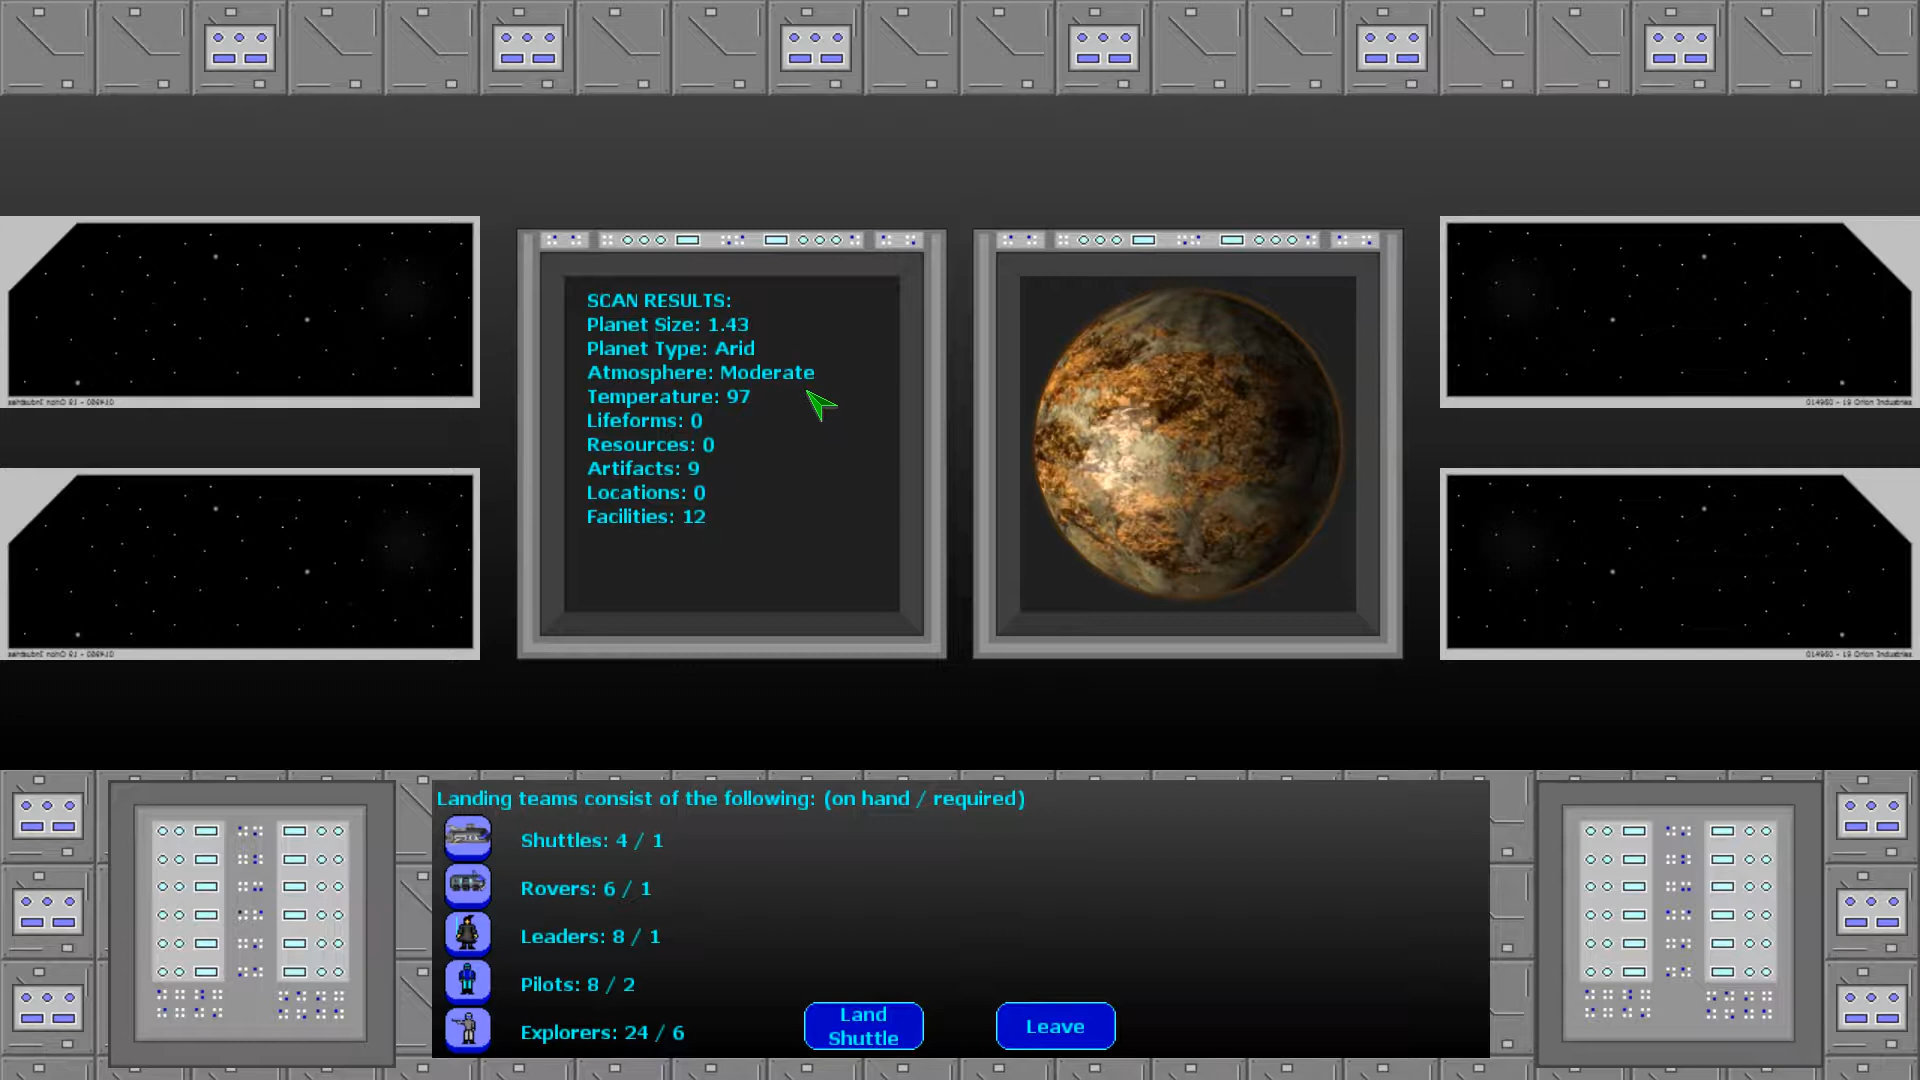 SCAN RESULTS:
Planet Size: 1.43
Planet Type: Arid
Atmosphere: Moderate
Temperature: 97
Lifeforms: 0
Resources: 0
Artifacts: 9
Locations: 0
Facilities: 12
Landing teams consist of the following: (on hand / required)
Shuttles: 4 / 1
Rovers: 6 / 1
Leaders: 8 / 1
Pilots: 8 / 2
Explorers: 24 / 6
Land
Shuttle
Leave